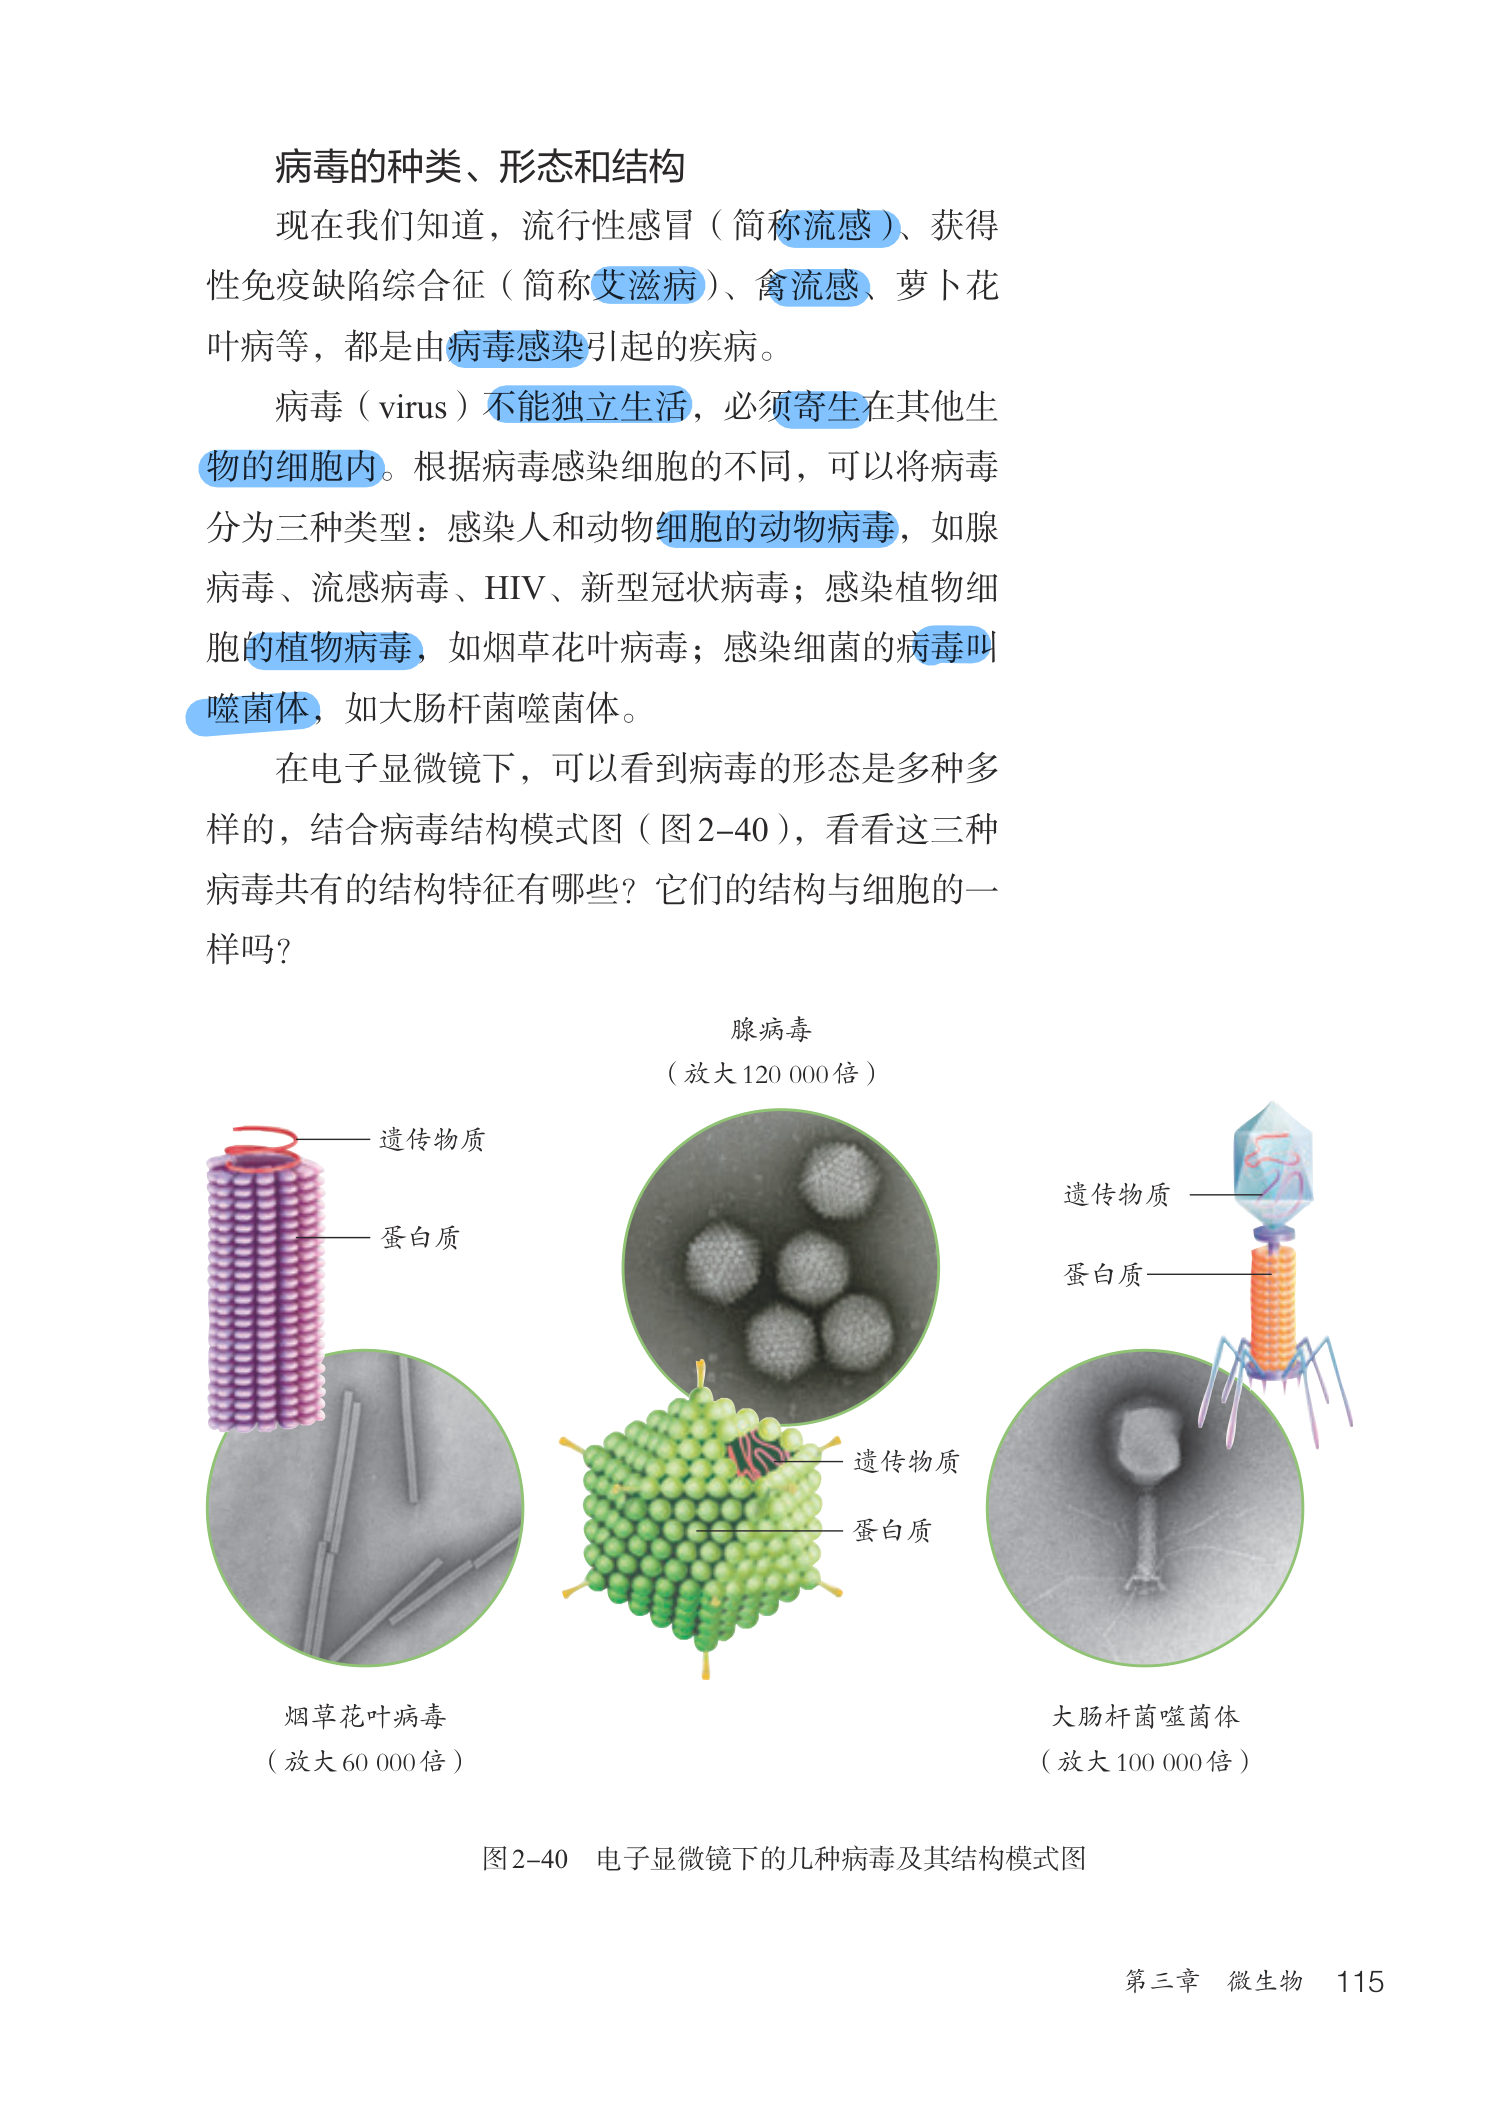 病毒的种类、形态和结构
现在我们知道，流行性感冒（简称流感）、获得
性免疫缺陷综合征（简称艾滋病）、禽流感、萝卜花
叶病等，都是由病毒感染引起的疾病。
病毒（virus）不能独立生活，必须寄生在其他生
物的细胞内。根据病毒感染细胞的不同，可以将病毒
分为三种类型：感染人和动物细胞的动物病毒，如腺
病毒、流感病毒、HIV、新型冠状病毒；感染植物细
胞的植物病毒，如烟草花叶病毒；感染细菌的病毒叫
噬菌体，如大肠杆菌噬菌体。
在电子显微镜下，可以看到病毒的形态是多种多
样的，结合病毒结构模式图（图2–40），看看这三种
病毒共有的结构特征有哪些？它们的结构与细胞的一
样吗？
腺病毒
（放大120 000倍）
遗传物质
蛋白质
遗传物质
蛋白质
遗传物质
蛋白质
烟草花叶病毒
（放大60 000倍）
大肠杆菌噬菌体
（放大100 000倍）
图2–40　电子显微镜下的几种病毒及其结构模式图
第三章　微生物　115